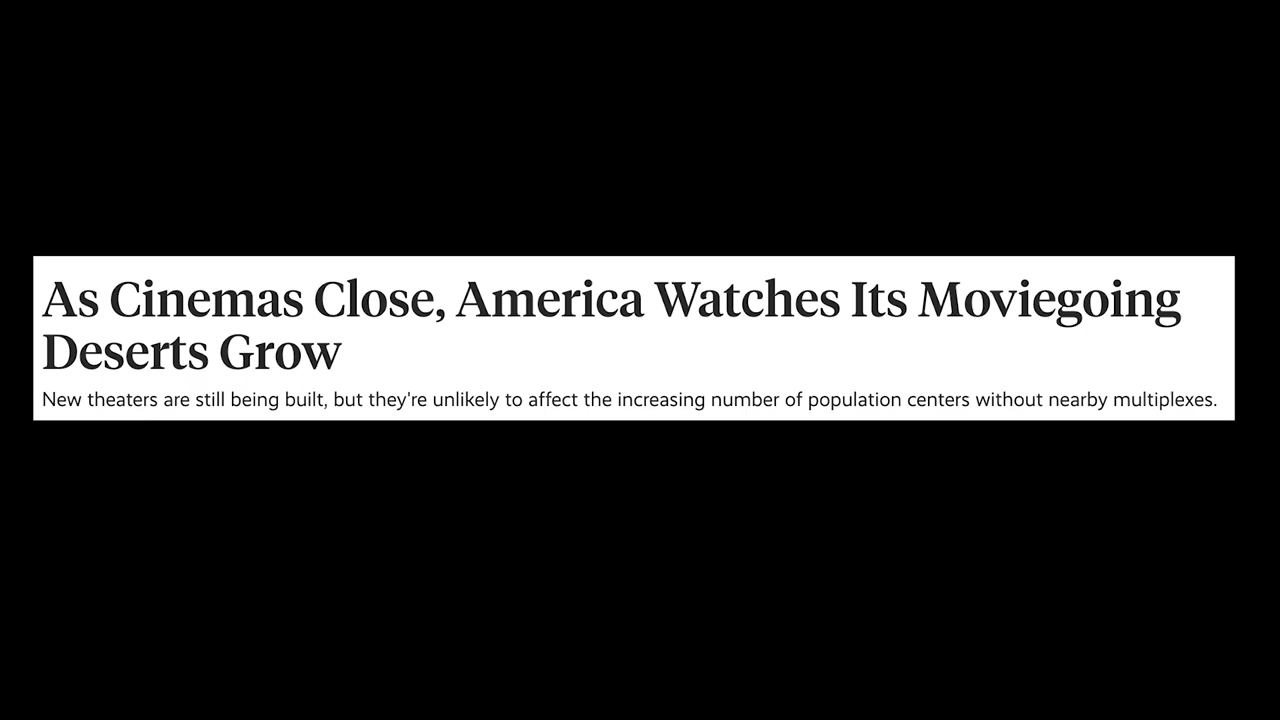 As Cinemas Close, America Watches Its Moviegoing
Deserts Grow
New theaters are still being built, but they're unlikely to affect the increasing number of population centers without nearby multiplexes.